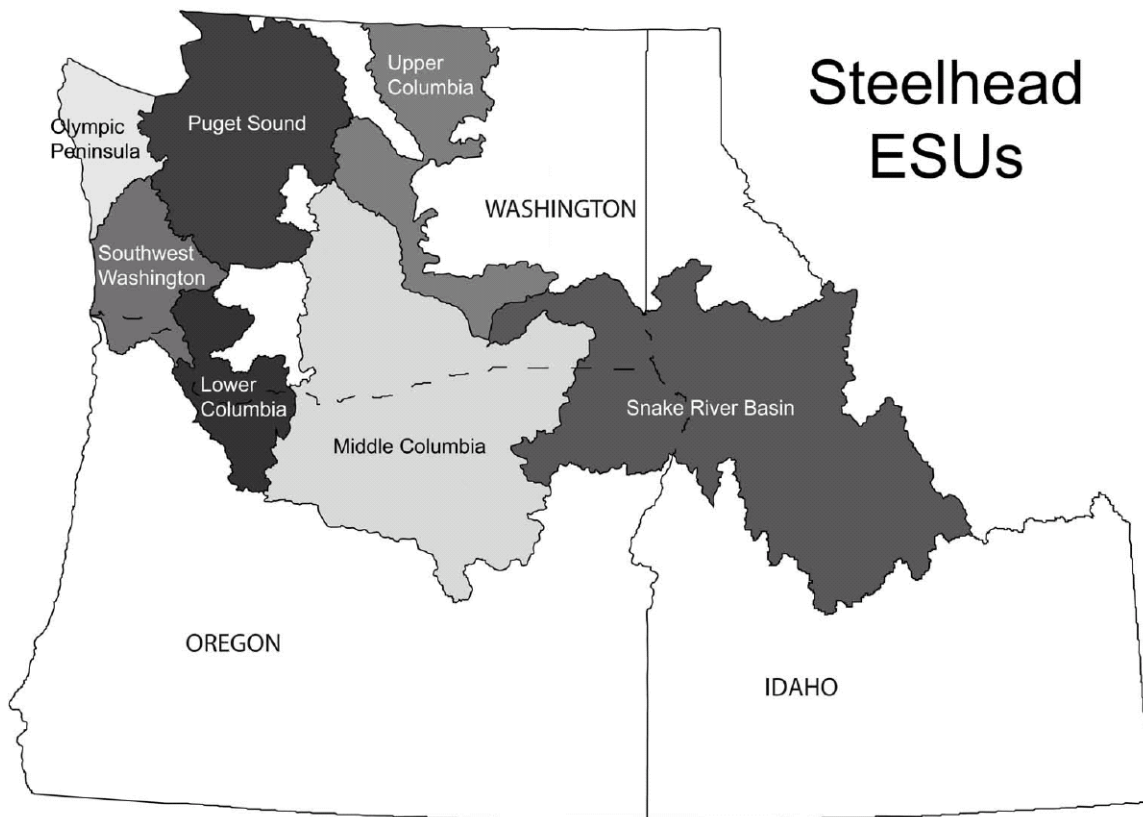 Steelhead
ESUs
Upper
Columbia
Puget Sound
Olympic
Peninsula
WASHINGTON
Southwest
Washington
Lower
Columbia
Snake River Basin
Middle Columbia
OREGON
IDAHO